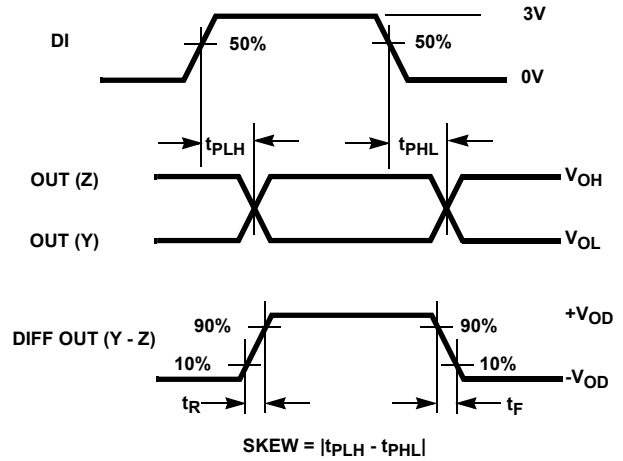 3V
DI
50%
50%
0V
tPLH
tPHL
OUT (Z)
VOH
OUT (Y)
VOL
+VOD
90%
90%
DIFF OUT (Y - Z)
10%
10%
-VOD
tR
tF
SKEW = |tPLH - tPHL|